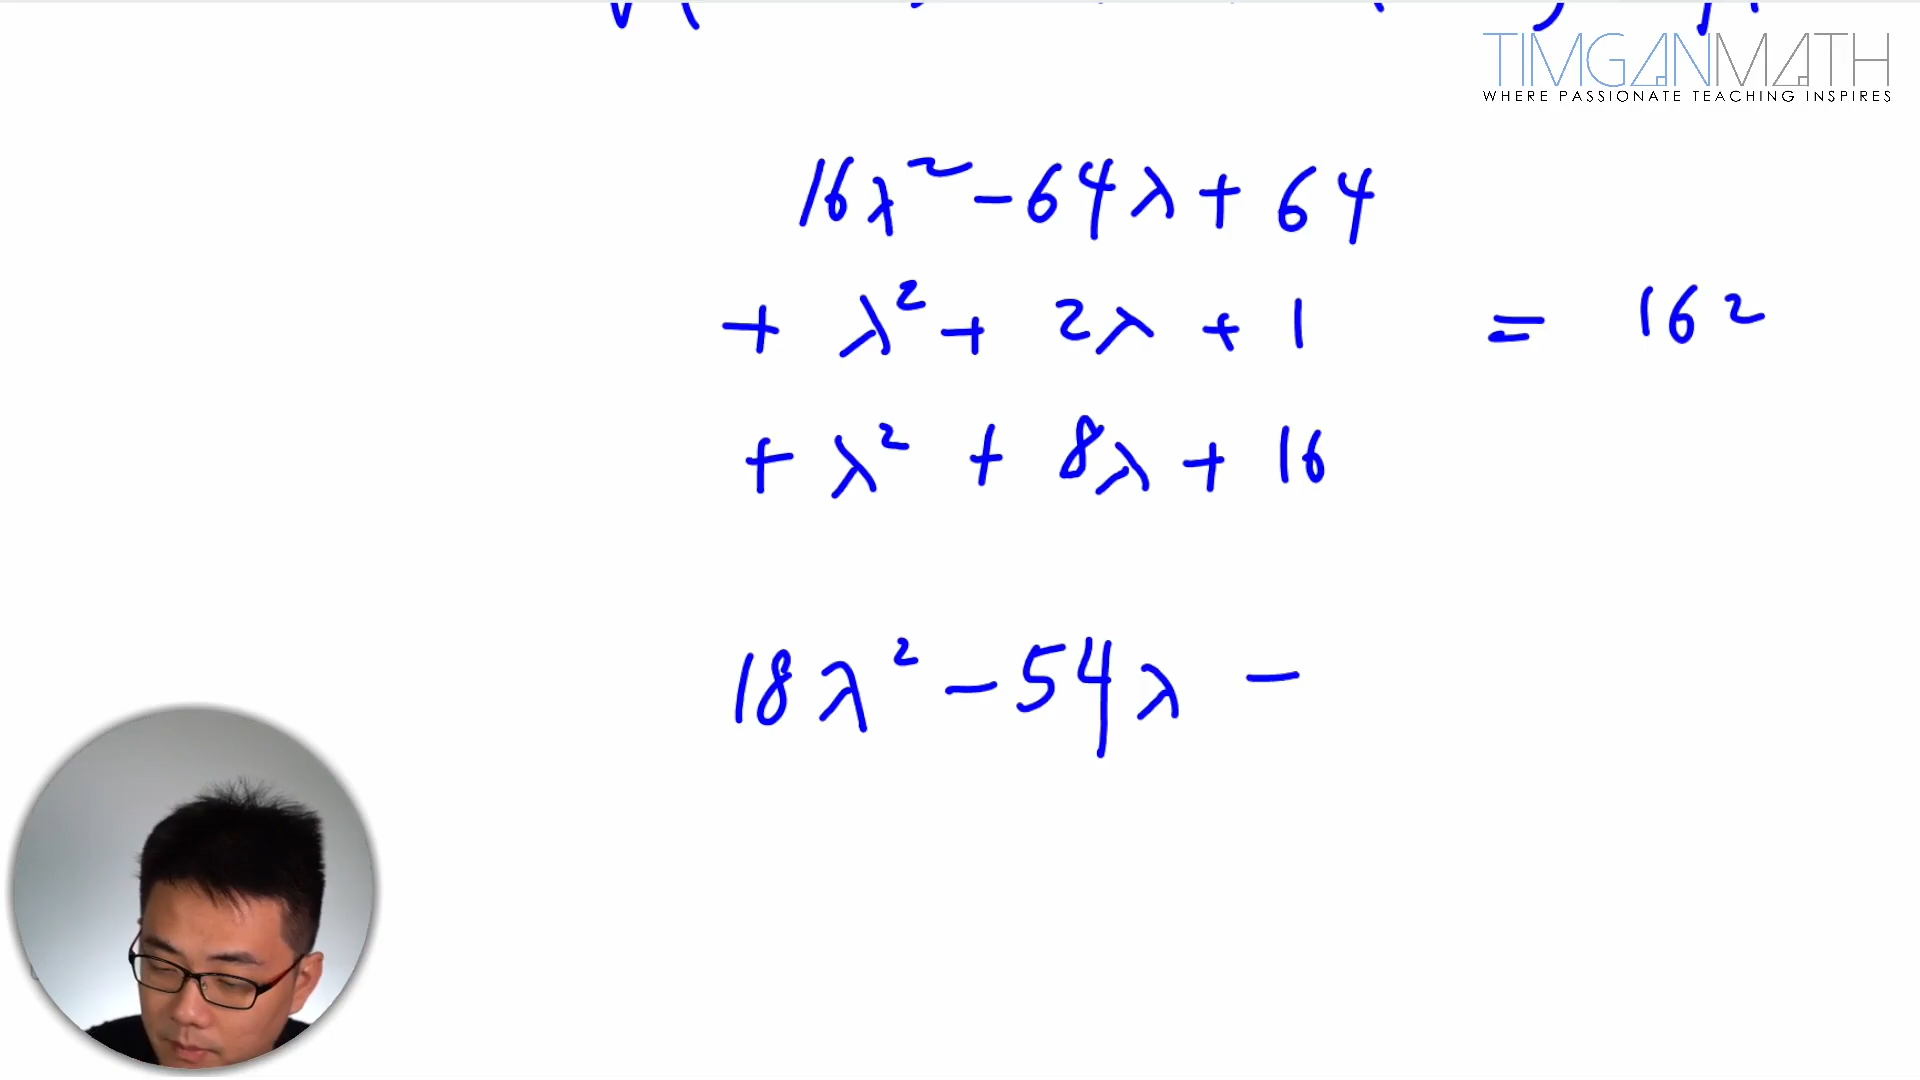 TIMGANMATH
WHERE PASSIONATE TEACHING INSPIRES
16λ² - 64λ + 64
+ λ² + 2λ + 1 = 162
+ λ² + 8λ + 16
18λ² - 54λ -